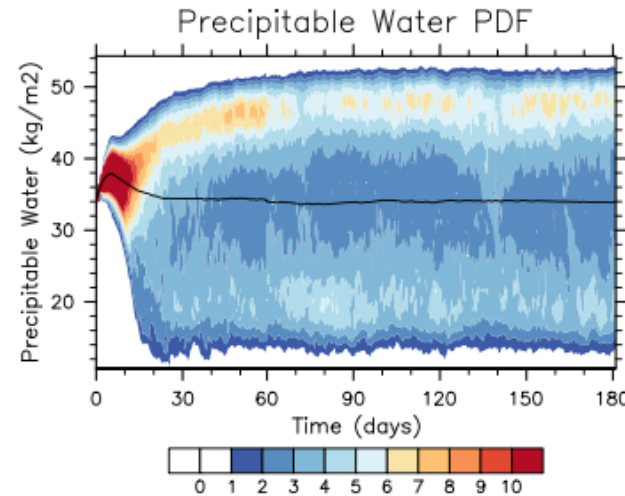 Precipitable Water PDF
Precipitable Water (kg/m2)
50
40
30
20
0 30 60 90 120 150 180
Time (days)
0 1 2 3 4 5 6 7 8 9 10